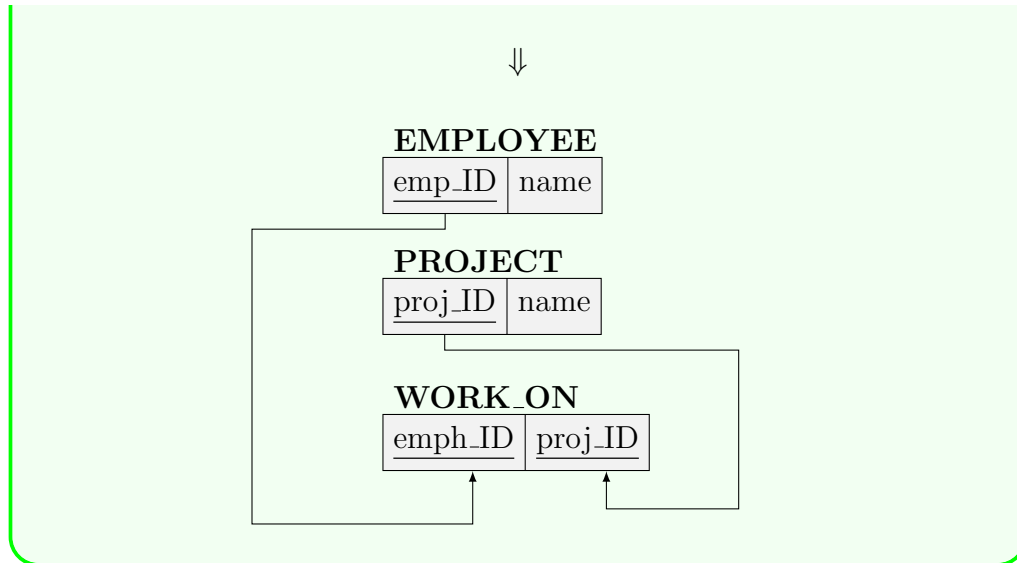 ⇓
EMPLOYEE
emp_ID name
PROJECT
proj_ID name
WORK_ON
emph_ID proj_ID